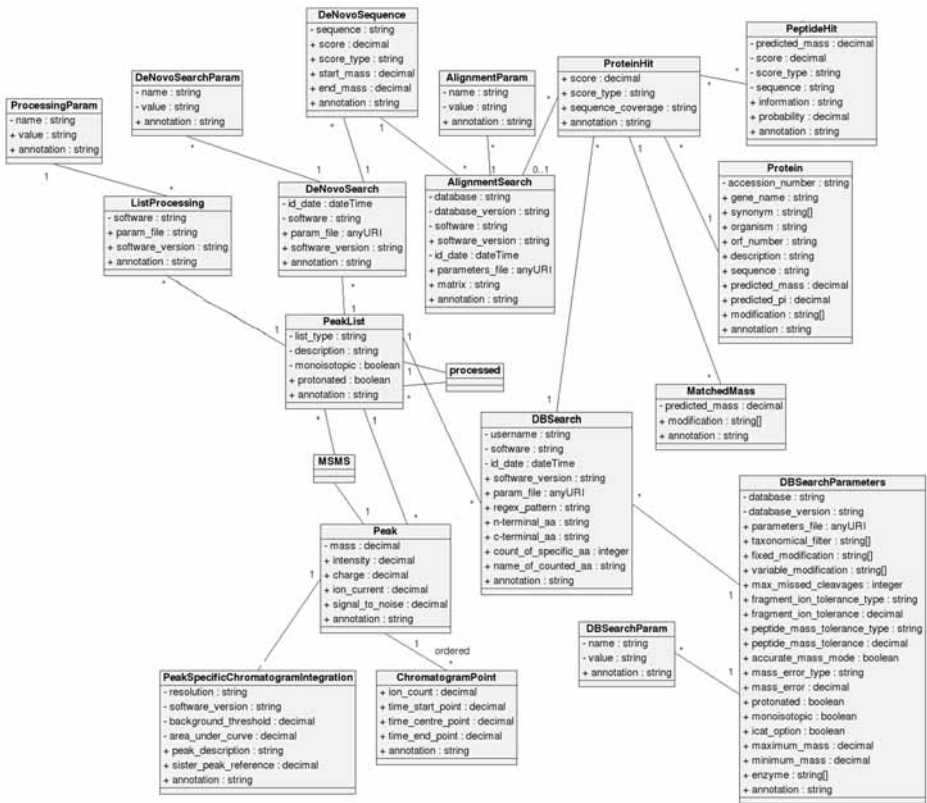 DeNovoSequence
- sequence : string
+ score : decimal
+ score_type : string
+ start_mass : decimal
+ end_mass : decimal
+ annotation : string
PeptideHit
- predicted_mass : decimal
- score : decimal
- score_type : string
- sequence : string
+ information : string
+ probability : decimal
+ annotation : string
ProteinHit
+ score : decimal
+ score_type : string
+ sequence_coverage : string
+ annotation : string
DeNovoSearchParam
- name : string
- value : string
+ annotation : string
AlignmentParam
- name : string
- value : string
+ annotation : string
ProcessingParam
- name : string
+ value : string
+ annotation : string
Protein
- accession_number : string
+ gene_name : string
+ synonym : string[]
+ organism : string
+ orf_number : string
+ description : string
+ sequence : string
+ predicted_mass : decimal
+ predicted_pi : decimal
+ modification : string[]
+ annotation : string
ListProcessing
- software : string
+ param_file : string
+ software_version : string
+ annotation : string
DeNovoSearch
- id_date : dateTime
- software : string
+ param_file : anyURI
+ software_version : string
+ annotation : string
AlignmentSearch
- database : string
- database_version : string
- software : string
+ software_version : string
- id_date : dateTime
+ parameters_file : anyURI
+ matrix : string
+ annotation : string
PeakList
- list_type : string
- description : string
- monoisotopic : boolean
+ protonated : boolean
+ annotation : string
processed
MatchedMass
- predicted_mass : decimal
+ modification : string[]
+ annotation : string
DBSearch
- username : string
- software : string
- id_date : dateTime
+ software_version : string
+ param_file : anyURI
+ regex_pattern : string
+ n-terminal_aa : string
+ c-terminal_aa : string
+ count_of_specific_aa : integer
+ name_of_counted_aa : string
+ annotation : string
MSMS
DBSearchParameters
- database : string
- database_version : string
+ parameters_file : anyURI
+ taxonomical_filter : string[]
+ fixed_modification : string[]
+ variable_modification : string[]
+ max_missed_cleavages : integer
+ fragment_ion_tolerance_type : string
+ fragment_ion_tolerance : decimal
+ peptide_mass_tolerance_type : string
+ peptide_mass_tolerance : decimal
+ accurate_mass_mode : boolean
+ mass_error_type : string
+ mass_error : decimal
+ protonated : boolean
+ monoisotopic : boolean
+ icat_option : boolean
+ maximum_mass : decimal
+ minimum_mass : decimal
+ enzyme : string[]
+ annotation : string
Peak
- mass : decimal
+ intensity : decimal
+ charge : decimal
+ ion_current : decimal
+ signal_to_noise : decimal
+ annotation : string
DBSearchParam
- name : string
- value : string
+ annotation : string
ordered
0..1
PeakSpecificChromatogramIntegration
- resolution : string
- software_version : string
- background_threshold : decimal
- area_under_curve : decimal
+ peak_description : string
+ sister_peak_reference : decimal
+ annotation : string
ChromatogramPoint
+ ion_count : decimal
+ time_start_point : decimal
+ time_centre_point : decimal
+ time_end_point : decimal
+ annotation : string